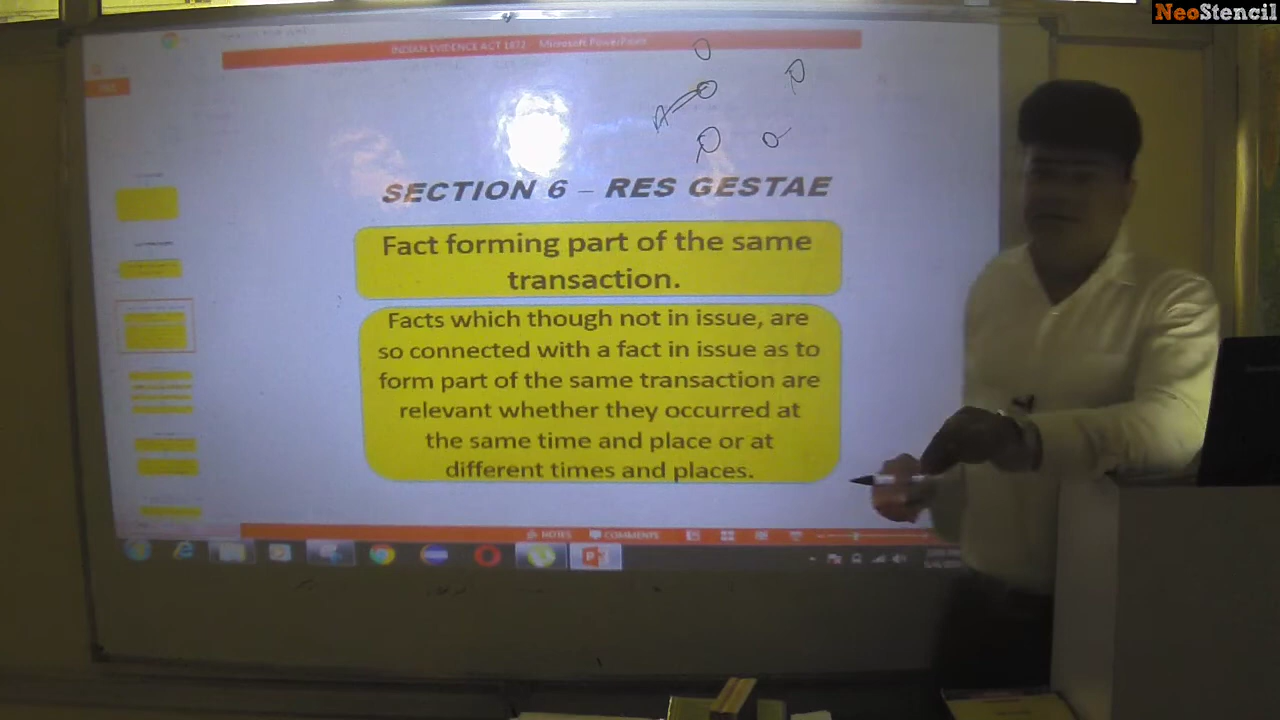 NeoStencil
INDIAN EVIDENCE ACT 1872 - Microsoft PowerPoint
A
SECTION 6 – RES GESTAE
Fact forming part of the same
transaction.
Facts which though not in issue, are
so connected with a fact in issue as to
form part of the same transaction are
relevant whether they occurred at
the same time and place or at
different times and places.
NOTES COMMENTS